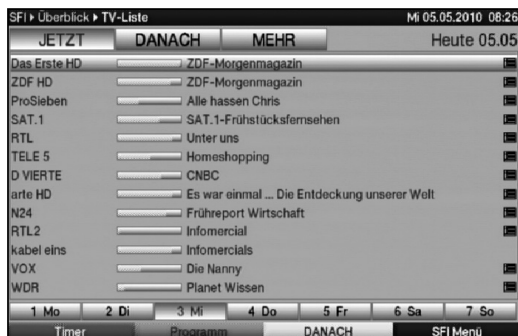 SFI ▸ Überblick ▸ TV-Liste Mi 05.05.2010 08:26
JETZT DANACH MEHR Heute 05.05
Das Erste HD ZDF-Morgenmagazin
ZDF HD ZDF-Morgenmagazin
ProSieben Alle hassen Chris
SAT.1 SAT.1-Frühstücksfernsehen
RTL Unter uns
TELE 5 Homeshopping
D VIERTE CNBC
arte HD Es war einmal ... Die Entdeckung unserer Welt
N24 Frühreport Wirtschaft
RTL2 Infomercial
kabel eins Infomercials
VOX Die Nanny
WDR Planet Wissen
1 Mo 2 Di 3 Mi 4 Do 5 Fr 6 Sa 7 So
Timer Programm DANACH SFI Menü